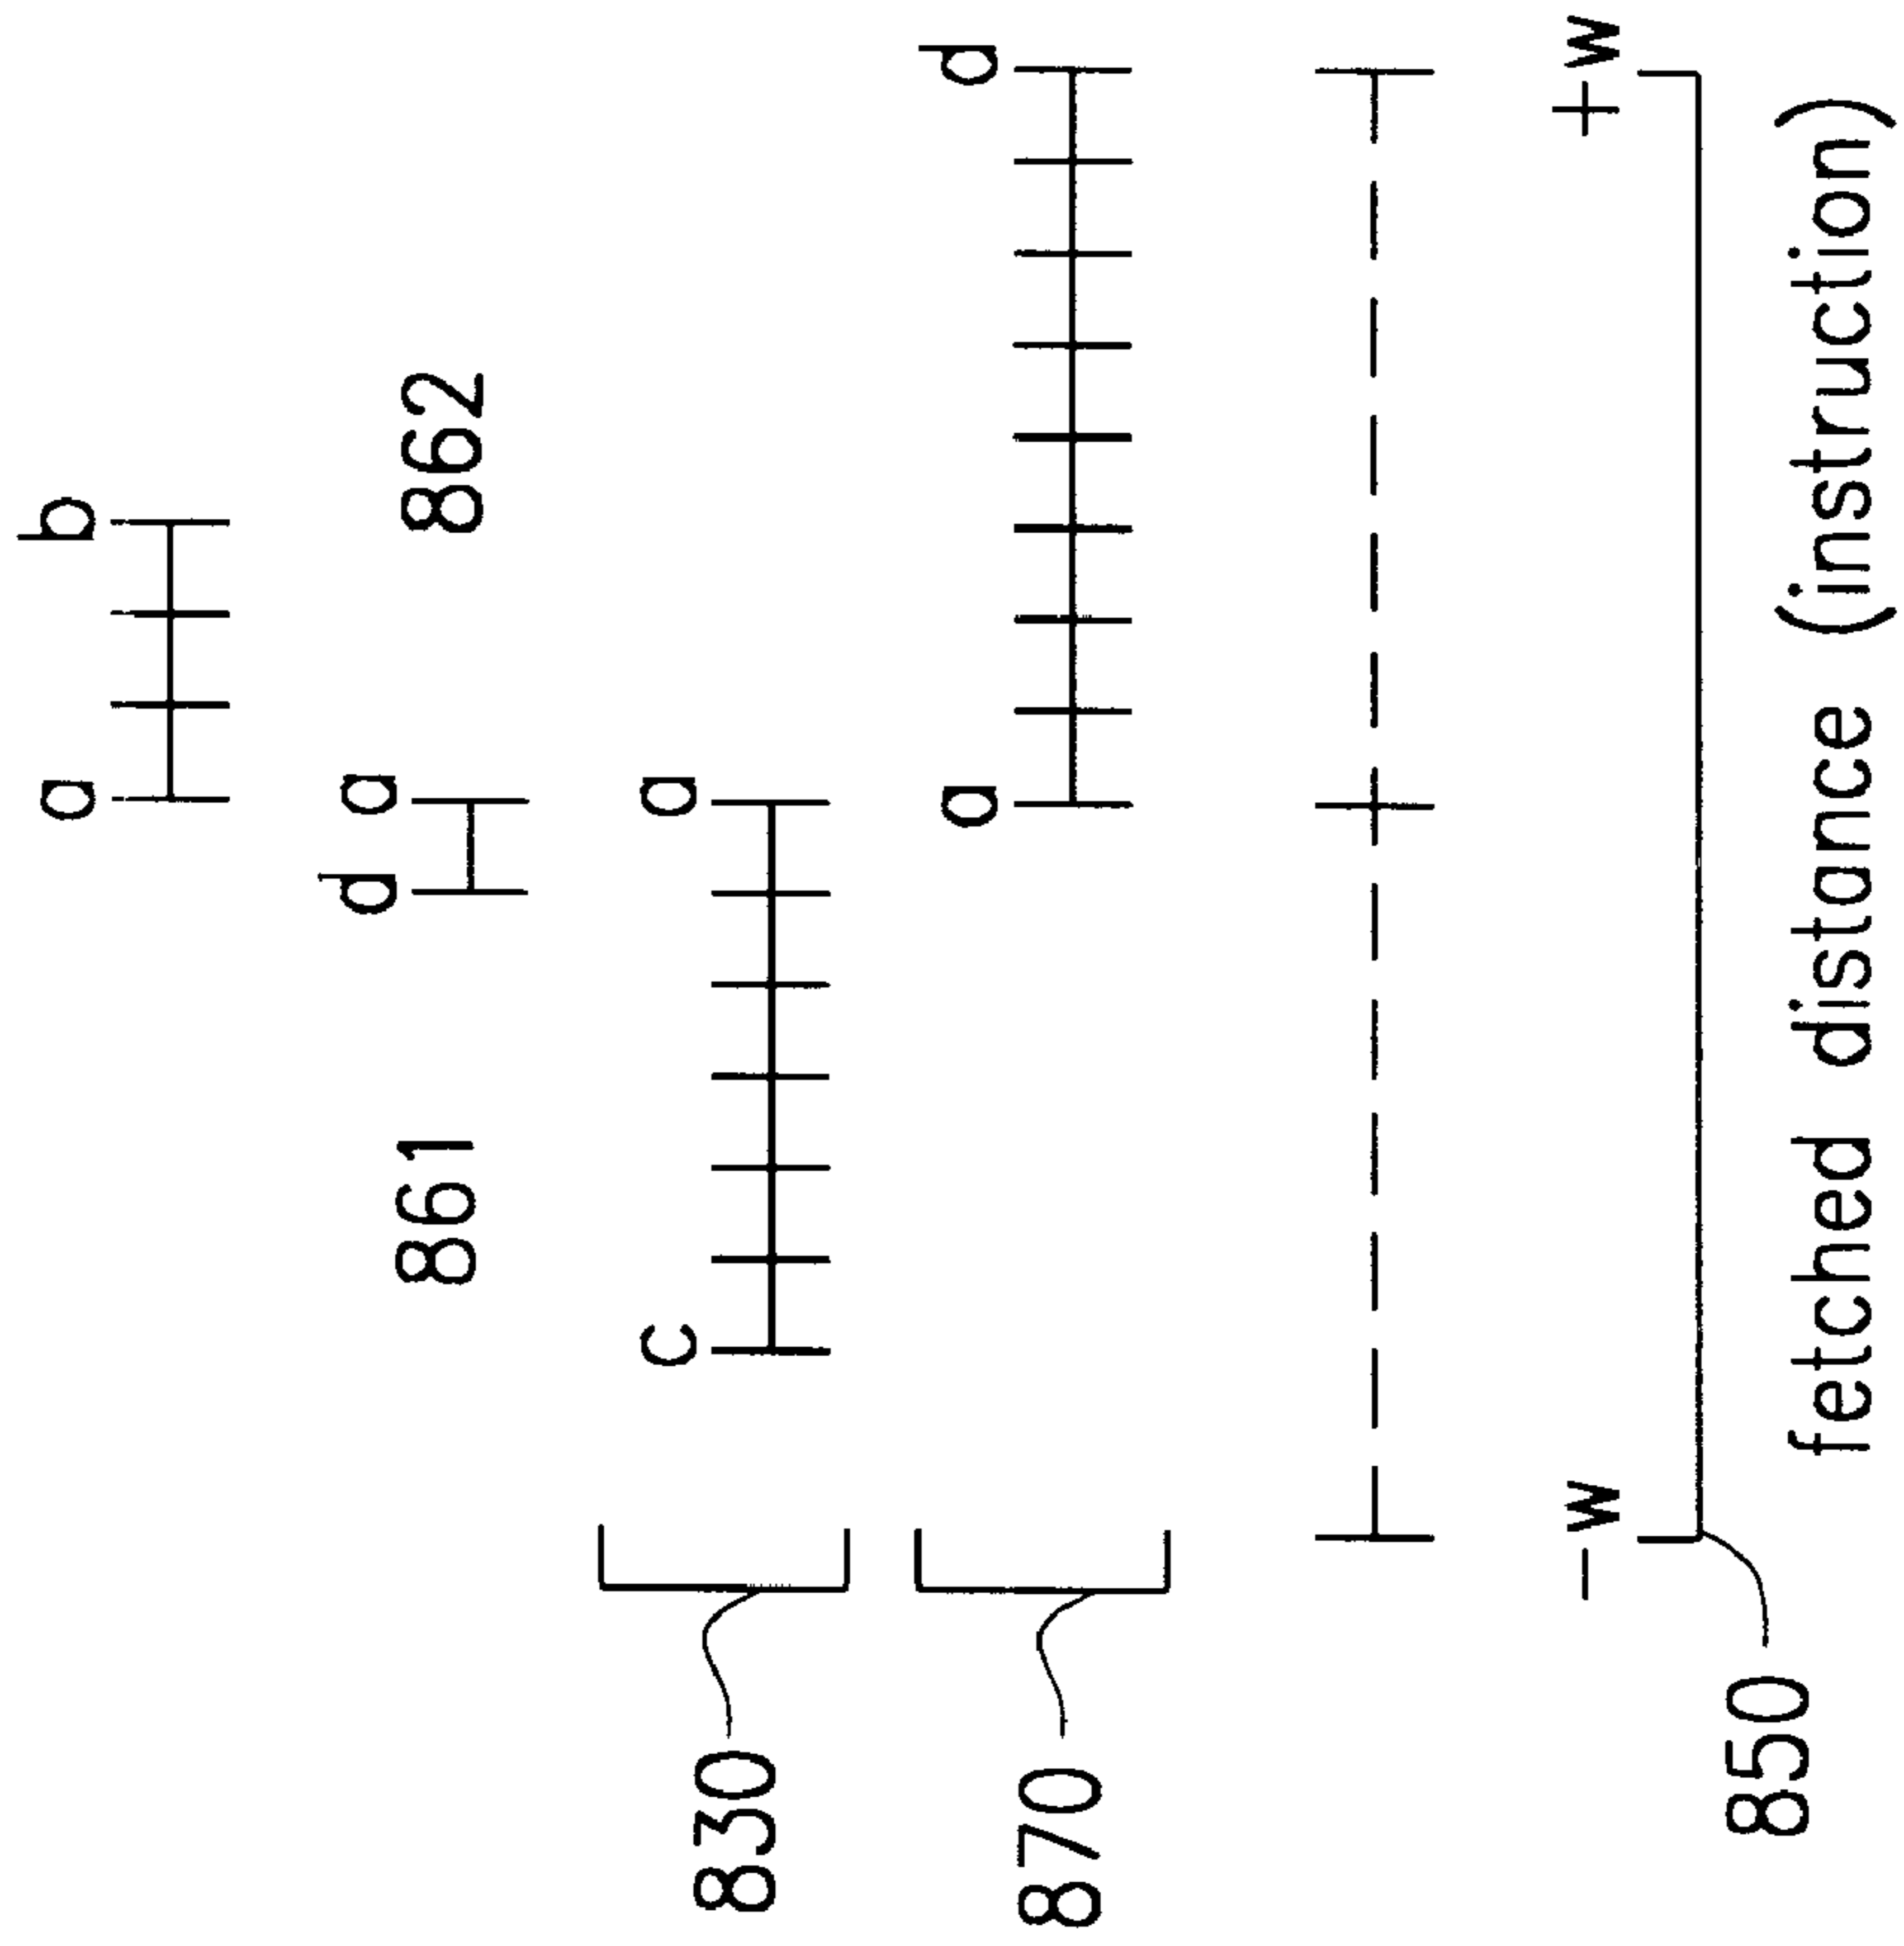 a b
d a
861 862
c a
830
a d
870
-w +w
850
fetched distance (instruction)